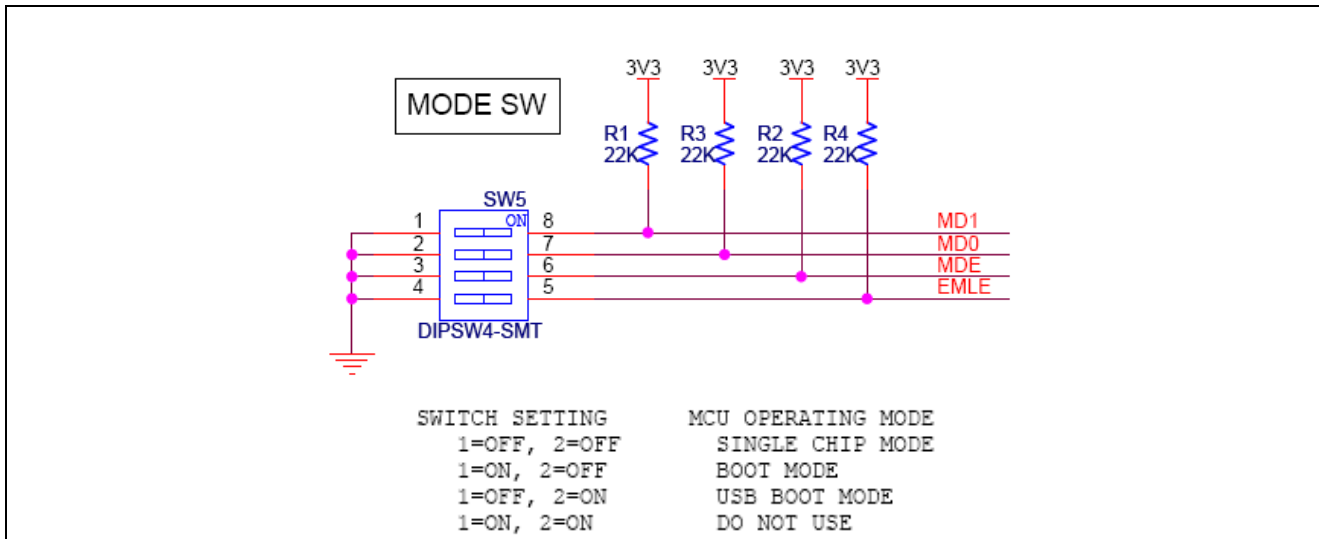 3V3 3V3 3V3 3V3
MODE SW
R1 R3 R2 R4
22K 22K 22K 22K
SW5
ON
1 8 MD1
2 7 MD0
3 6 MDE
4 5 EMLE
DIPSW4-SMT
SWITCH SETTING MCU OPERATING MODE
1=OFF, 2=OFF SINGLE CHIP MODE
1=ON, 2=OFF BOOT MODE
1=OFF, 2=ON USB BOOT MODE
1=ON, 2=ON DO NOT USE